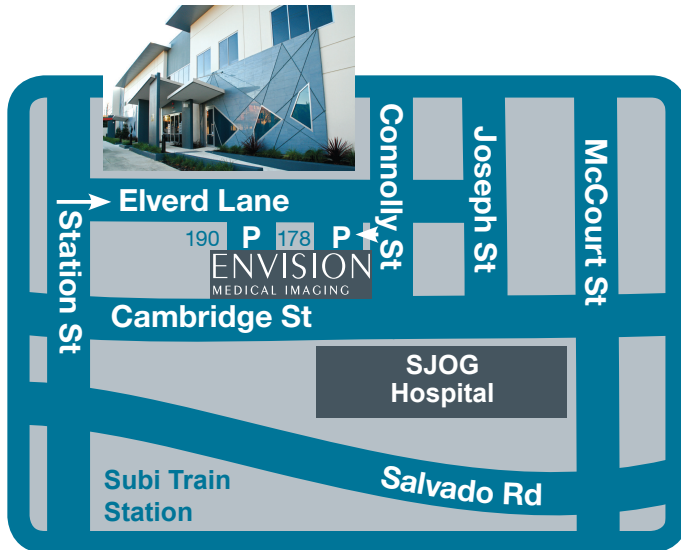 Connolly St
Joseph St
McCourt St
Elverd Lane
Station St
190 P 178 P
ENVISION
MEDICAL IMAGING
Cambridge St
SJOG
Hospital
Salvado Rd
Subi Train
Station